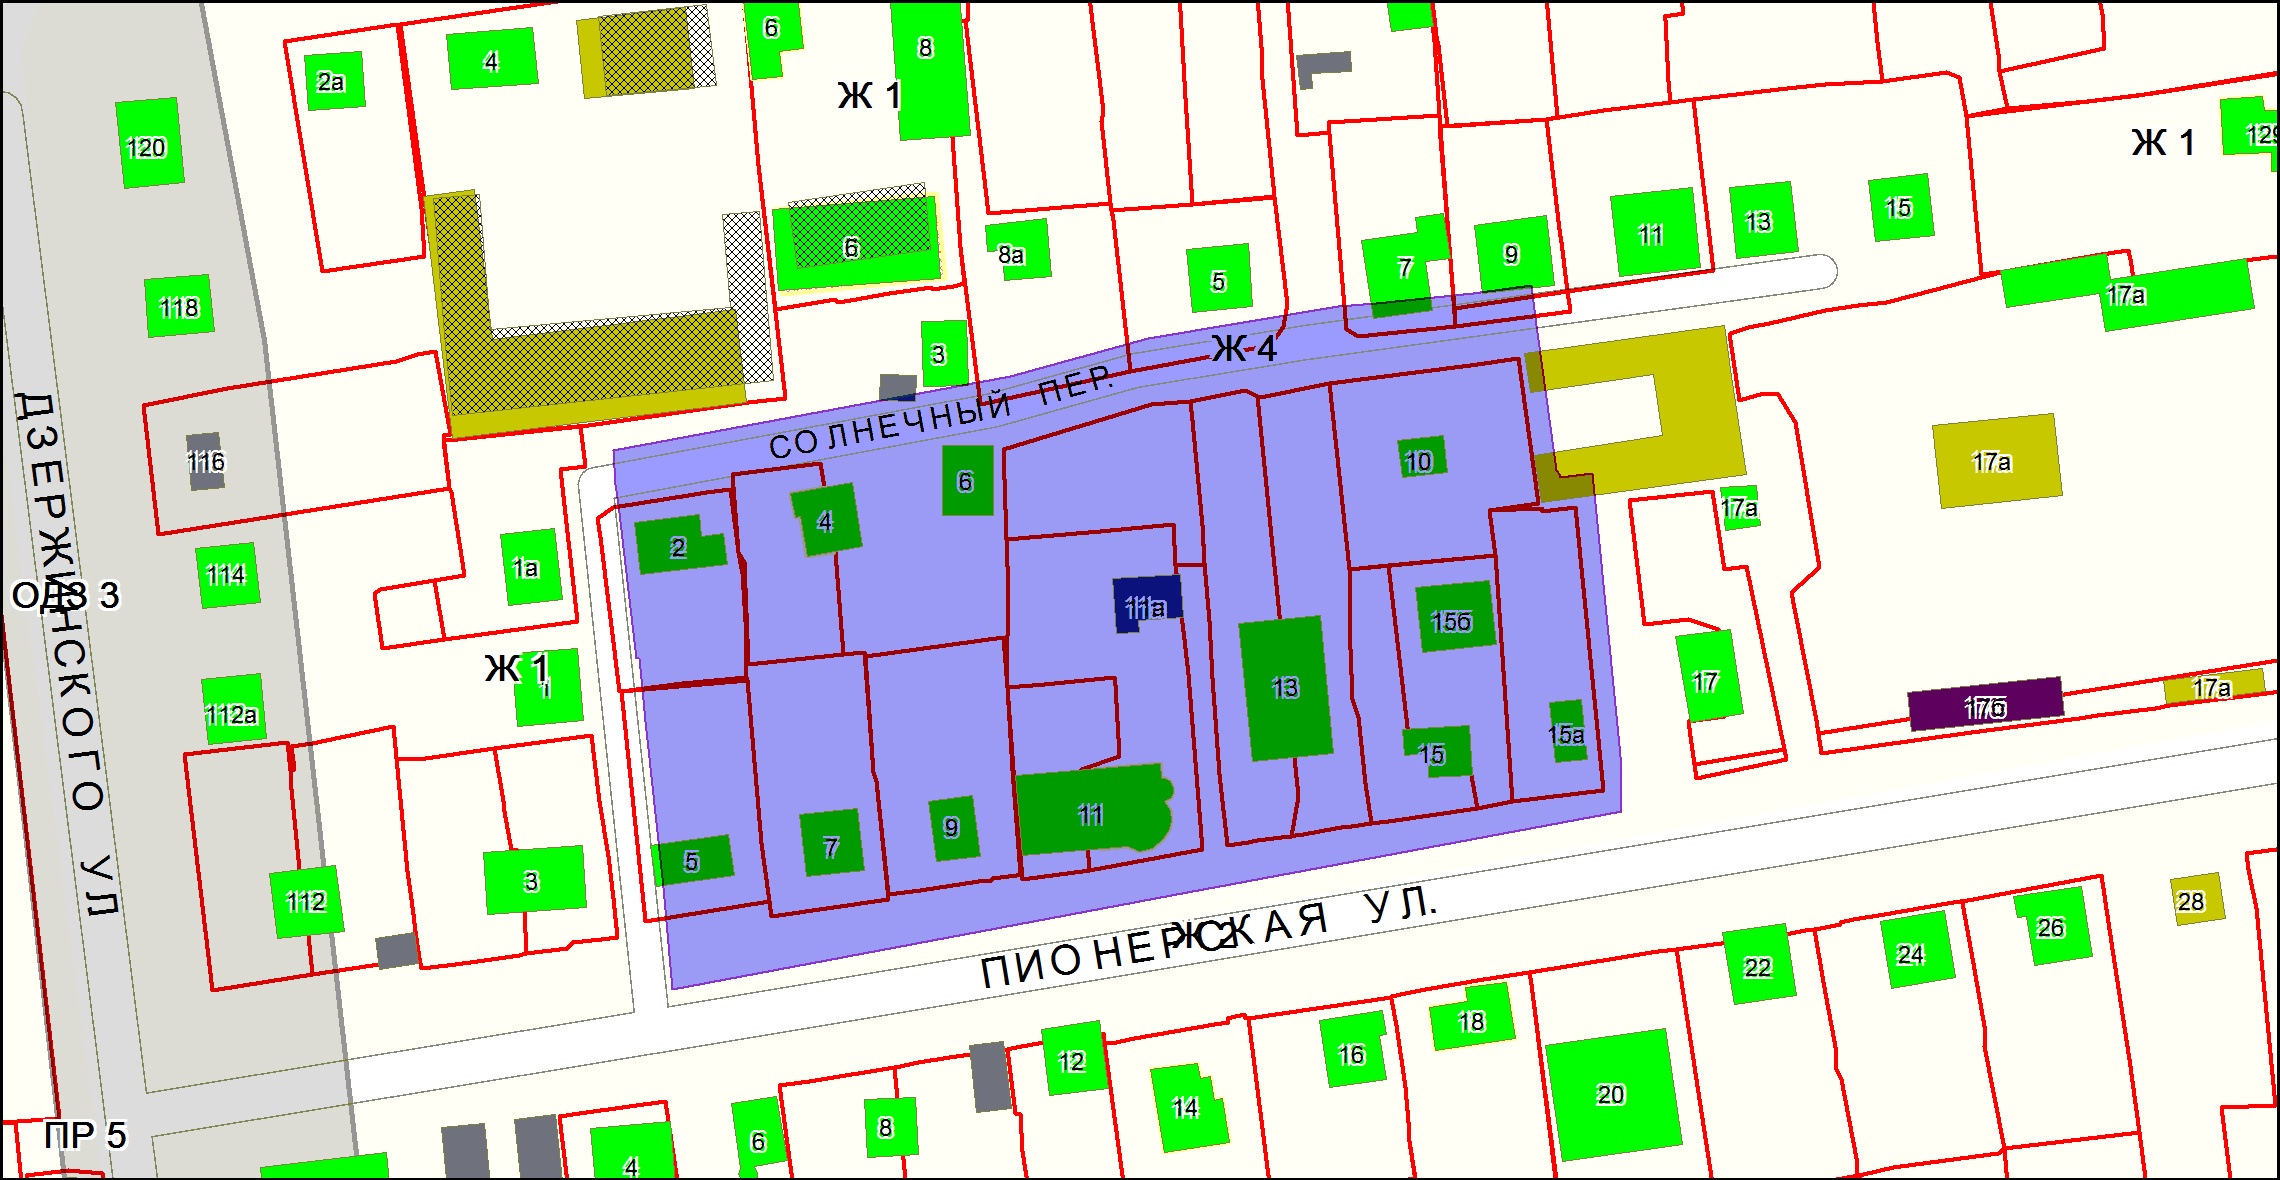 6
8
4
2а
Ж 1
120
129
Ж 1
15
13
11
9
7
5
8а
6
118
17а
3
Ж 4
СОЛНЕЧНЫЙ ПЕР.
116
6
10
17а
17а
4
2
1а
114
ДЗЕРЖИНСКОГО УЛ
ОДЗ 3
11а
15б
Ж 1
1
13
17
17а
17б
112а
15а
15
11
5
7
9
3
112
28
ПИОНЕРСКАЯ УЛ.
Ж 2
26
24
22
18
16
12
14
20
ПР 5
8
6
4